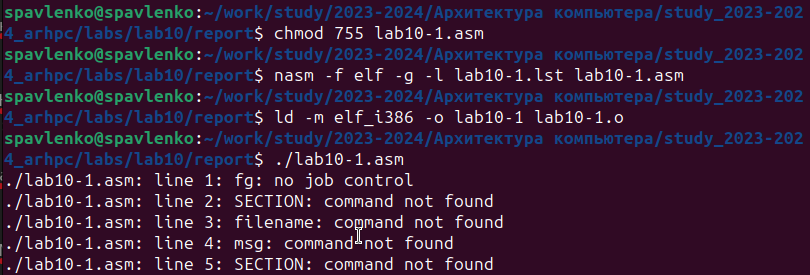 spavlenko@spavlenko:~/work/study/2023-2024/Архитектура компьютера/study_2023-202
4_arhpc/labs/lab10/report$ chmod 755 lab10-1.asm
spavlenko@spavlenko:~/work/study/2023-2024/Архитектура компьютера/study_2023-202
4_arhpc/labs/lab10/report$ nasm -f elf -g -l lab10-1.lst lab10-1.asm
spavlenko@spavlenko:~/work/study/2023-2024/Архитектура компьютера/study_2023-202
4_arhpc/labs/lab10/report$ ld -m elf_i386 -o lab10-1 lab10-1.o
spavlenko@spavlenko:~/work/study/2023-2024/Архитектура компьютера/study_2023-202
4_arhpc/labs/lab10/report$ ./lab10-1.asm
./lab10-1.asm: line 1: fg: no job control
./lab10-1.asm: line 2: SECTION: command not found
./lab10-1.asm: line 3: filename: command not found
./lab10-1.asm: line 4: msg: command not found
./lab10-1.asm: line 5: SECTION: command not found